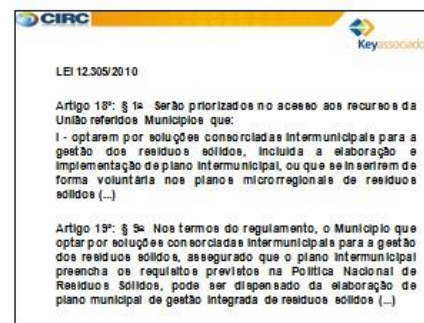 CIRC
Keyassociado
LEI 12.305/2010
Artigo 18º: § 1º Serão priorizados no acesso aos recursos da
União referidos Municípios que:
I - optarem por soluções consorciadas intermunicipais para a
gestão dos resíduos sólidos, incluída a elaboração e
implementação de plano intermunicipal, ou que se inserirem de
forma voluntária nos planos microrregionais de resíduos
sólidos (...)
Artigo 19º: § 9º Nos termos do regulamento, o Município que
optar por soluções consorciadas intermunicipais para a gestão
dos resíduos sólidos, assegurado que o plano intermunicipal
preencha os requisitos previstos na Política Nacional de
Resíduos Sólidos, pode ser dispensado da elaboração de
plano municipal de gestão integrada de resíduos sólidos (...)